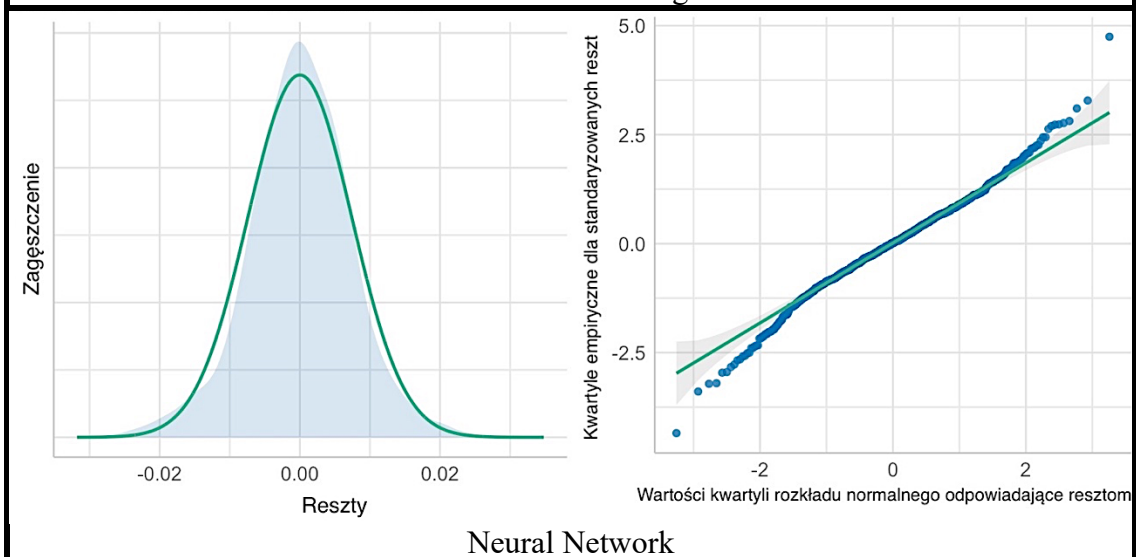 Zagęszczenie
-0.02
0.00
0.02
Reszty
Kwartyle empiryczne dla standaryzowanych reszt
5.0
2.5
0.0
-2.5
-2
0
2
Wartości kwartyli rozkładu normalnego odpowiadające resztom
Neural Network